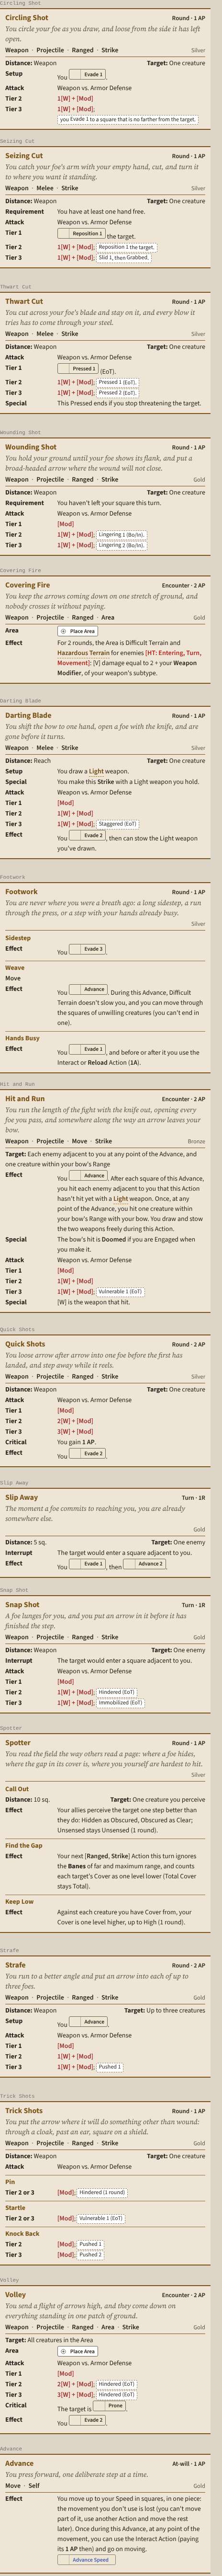 Circling Shot
Circling Shot Round · 1 AP
You circle your foe as you draw, and loose from the side it has left
open.
Weapon · Projectile · Ranged · Strike Silver
Distance: Weapon Target: One creature
Setup You Evade 1
Attack Weapon vs. Armor Defense
Tier 2 1[W] + [Mod]
Tier 3 1[W] + [Mod];
you Evade 1 to a square that is no farther from the target.
Seizing Cut
Seizing Cut Round · 1 AP
You catch your foe's arm with your empty hand, cut, and turn it
to where you want it standing.
Weapon · Melee · Strike Silver
Distance: Weapon Target: One creature
Requirement You have at least one hand free.
Attack Weapon vs. Armor Defense
Tier 1 Reposition 1 the target.
Tier 2 1[W] + [Mod]; Reposition 1 the target.
Tier 3 1[W] + [Mod]; Slid 1, then Grabbed.
Thwart Cut
Thwart Cut Round · 1 AP
You cut across your foe's blade and stay on it, and every blow it
tries has to come through your steel.
Weapon · Melee · Strike Silver
Distance: Weapon Target: One creature
Attack Weapon vs. Armor Defense
Tier 1 Pressed 1 (EoT).
Tier 2 1[W] + [Mod]; Pressed 1 (EoT).
Tier 3 1[W] + [Mod]; Pressed 2 (EoT).
Special This Pressed ends if you stop threatening the target.
Wounding Shot
Wounding Shot Round · 1 AP
You hold your ground until your foe shows its flank, and put a
broad-headed arrow where the wound will not close.
Weapon · Projectile · Ranged · Strike Gold
Distance: Weapon Target: One creature
Requirement You haven't left your square this turn.
Attack Weapon vs. Armor Defense
Tier 1 [Mod]
Tier 2 1[W] + [Mod]; Lingering 1 (Bo/In).
Tier 3 1[W] + [Mod]; Lingering 2 (Bo/In).
Covering Fire
Covering Fire Encounter · 2 AP
You keep the arrows coming down on one stretch of ground, and
nobody crosses it without paying.
Weapon · Projectile · Ranged · Area Gold
Area Place Area
Effect For 2 rounds, the Area is Difficult Terrain and
Hazardous Terrain for enemies [HT: Entering, Turn,
Movement]: [V] damage equal to 2 + your Weapon
Modifier, of your weapon's subtype.
Darting Blade
Darting Blade Encounter · 2 AP
You shift the bow to one hand, open a foe with the knife, and are
gone before it turns.
Weapon · Melee · Strike Silver
Distance: Reach Target: One creature
Setup You draw a Light weapon.
Special You make this Strike with a Light weapon you hold.
Tier 1 [Mod]
Tier 2 1[W] + [Mod]
Tier 3 1[W] + [Mod]; Staggered (EoT)
Effect You Evade 2, then can stow the Light weapon
you've drawn.
Footwork
Footwork Round · 1 AP
You are never where you were a breath ago: a long sidestep, a run
through the press, or a step with your hands already busy.
Silver
Sidestep
Effect You Evade 3.
Weave
Move
Effect You Advance. During this Advance, Difficult
Terrain doesn't slow you, and you can move through
the squares of unwilling creatures (you can't end in
one).
Hands Busy
Effect You Evade 1, and before or after it you use the
Interact or Reload Action (1A).
Hit and Run
Hit and Run Encounter · 2 AP
You run the length of the fight with the knife out, opening every
foe you pass, and somewhere along the way an arrow leaves your
bow.
Weapon · Projectile · Move · Strike Bronze
Target: Each enemy adjacent to you at any point of the Advance, and
one creature within your bow's Range
Effect You Advance. After each square of this Advance,
you hit each enemy adjacent to you that this Action
hasn't hit yet with a Light weapon. Once, at any
point of the Advance, you hit one creature within
your bow's Range with your bow. You draw and stow
the two weapons freely during this Action.
Special The bow's hit is Doomed if you are Engaged when
you make it.
Attack Weapon vs. Armor Defense
Tier 1 [Mod]
Tier 2 1[W] + [Mod]
Tier 3 1[W] + [Mod]; Vulnerable 1 (EoT)
Special [W] is the weapon that hit.
Quick Shots
Quick Shots Round · 2 AP
You loose arrow after arrow into one foe before the first has
landed, and step away while it reels.
Weapon · Projectile · Ranged · Strike Silver
Distance: Weapon Target: One creature
Attack Weapon vs. Armor Defense
Tier 1 [Mod]
Tier 2 2[W] + [Mod]
Tier 3 3[W] + [Mod]
Critical You gain 1 AP.
Effect You Evade 2.
Slip Away
Slip Away Turn · 1R
The moment a foe commits to reaching you, you are already
somewhere else.
Gold
Distance: 5 sq. Target: One enemy
Interrupt The target would enter a square adjacent to you.
Effect You Evade 1, then Advance 2
Snap Shot
Snap Shot Turn · 1R
A foe lunges for you, and you put an arrow in it before it has
finished the step.
Weapon · Projectile · Ranged · Strike Gold
Distance: Weapon Target: One enemy
Interrupt The target would enter a square adjacent to you.
Attack Weapon vs. Armor Defense
Tier 1 [Mod]
Tier 2 1[W] + [Mod]; Hindered (EoT)
Tier 3 1[W] + [Mod]; Immobilized (EoT)
Spotter
Spotter Round · 1 AP
You read the field the way others read a page: where a foe hides,
where the gap in its cover is, where you yourself are hardest to hit.
Silver
Call Out
Distance: 10 sq. Target: One creature you perceive
Effect Your allies perceive the target one step better than
they do: Hidden as Obscured, Obscured as Clear;
Unsensed stays Unsensed (1 round).
Find the Gap
Effect Your next [Ranged, Strike] Action this turn ignores
the Banes of far and maximum range, and counts
each target's Cover as one level lower (Total Cover
stays Total).
Keep Low
Effect Against each creature you have Cover from, your
Cover is one level higher, up to High (1 round).
Strafe
Strafe Round · 2 AP
You run to a better angle and put an arrow into each of up to
three foes.
Weapon · Projectile · Ranged · Strike Gold
Distance: Weapon Target: Up to three creatures
Setup You Advance
Attack Weapon vs. Armor Defense
Tier 1 [Mod]
Tier 2 1[W] + [Mod]
Tier 3 1[W] + [Mod]; Pushed 1
Trick Shots
Trick Shots Round · 1 AP
You put the arrow where it will do something other than wound:
through a cloak, past an ear, square on a shield.
Weapon · Projectile · Ranged · Strike Gold
Distance: Weapon Target: One creature
Attack Weapon vs. Armor Defense
Pin
Tier 2 or 3 [Mod]; Hindered (1 round)
Startle
Tier 2 or 3 [Mod]; Vulnerable 1 (EoT)
Knock Back
Tier 2 [Mod]; Pushed 1
Tier 3 [Mod]; Pushed 2
Volley
Volley Encounter · 2 AP
You send a flight of arrows high, and they come down on
everything standing in one patch of ground.
Weapon · Projectile · Ranged · Area · Strike Gold
Target: All creatures in the Area
Area Place Area
Attack Weapon vs. Armor Defense
Tier 1 [Mod]
Tier 2 2[W] + [Mod]; Hindered (EoT)
Tier 3 3[W] + [Mod]; Hindered (EoT)
Critical The target is Prone.
Effect You Evade 2.
Advance
Advance At-will · 1 AP
You press forward, one deliberate step at a time.
Move · Self Gold
Effect You move up to your Speed in squares, in one piece:
the movement you don't use is lost (you can't move
part of it, use another Action and move the rest
later). Once during this Advance, at any point of the
movement, you can use the Interact Action (paying
its 1 AP then) and go on moving.
Advance Speed